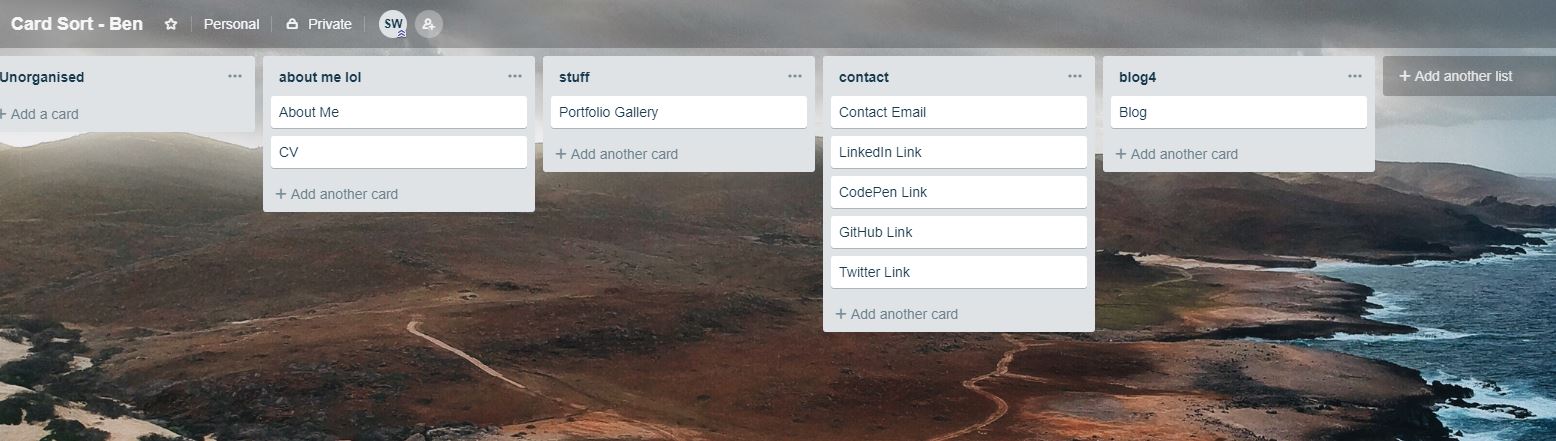 Card Sort - Ben Personal Private SW
Unorganised
+ Add a card
about me lol
About Me
CV
+ Add another card
stuff
Portfolio Gallery
+ Add another card
contact
Contact Email
LinkedIn Link
CodePen Link
GitHub Link
Twitter Link
+ Add another card
blog4
Blog
+ Add another card
+ Add another list